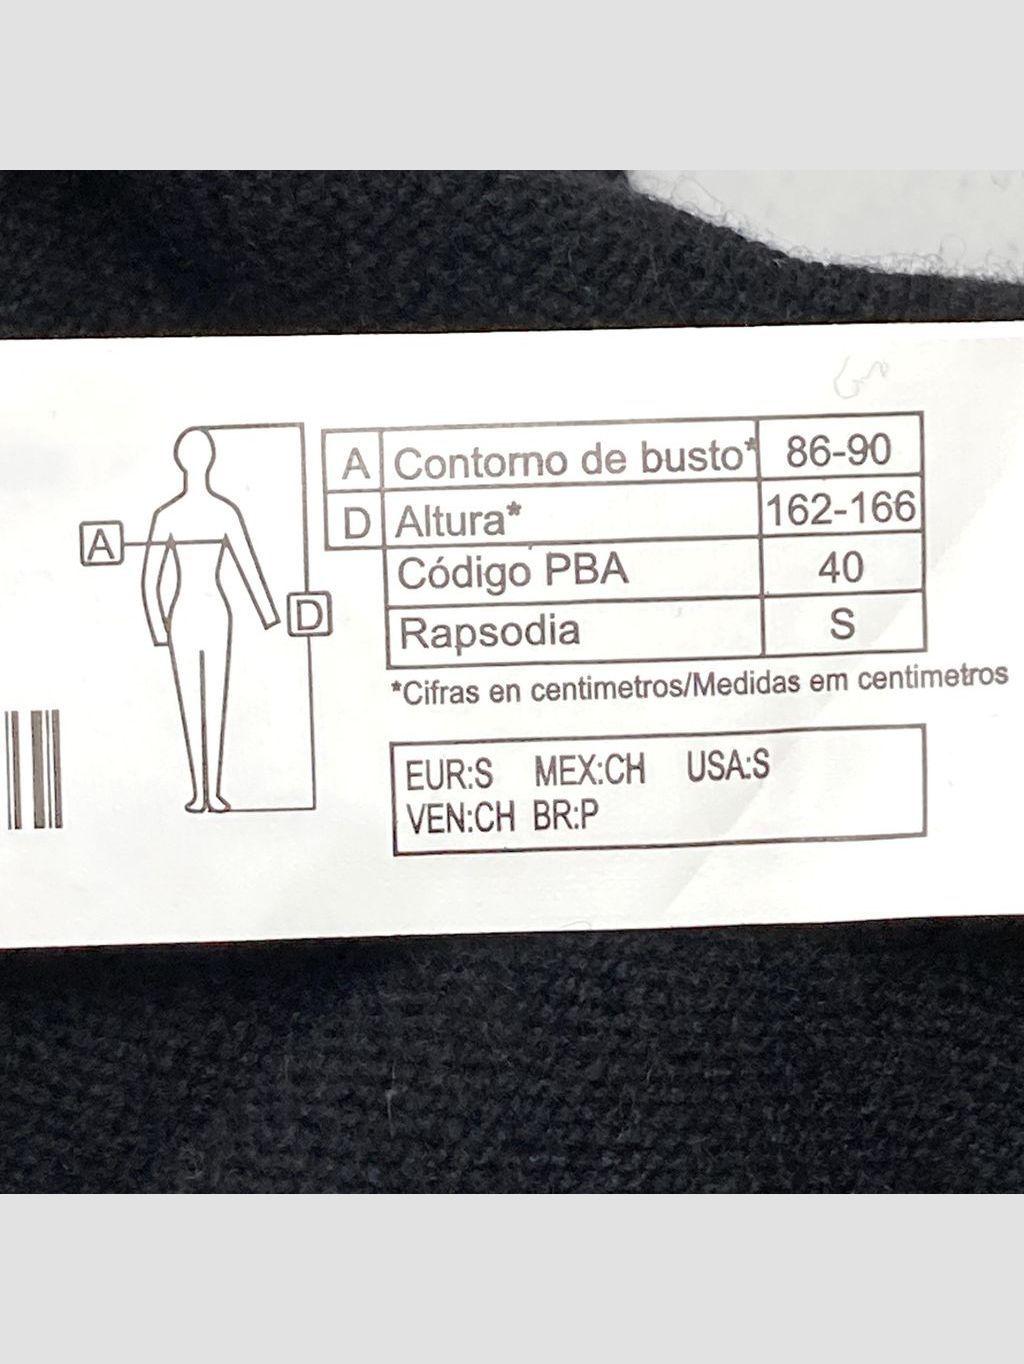 A Contorno de busto* 86-90
D Altura* 162-166
Código PBA 40
Rapsodia S
*Cifras en centimetros/Medidas em centimetros
A
D
EUR:S MEX:CH USA:S
VEN:CH BR:P